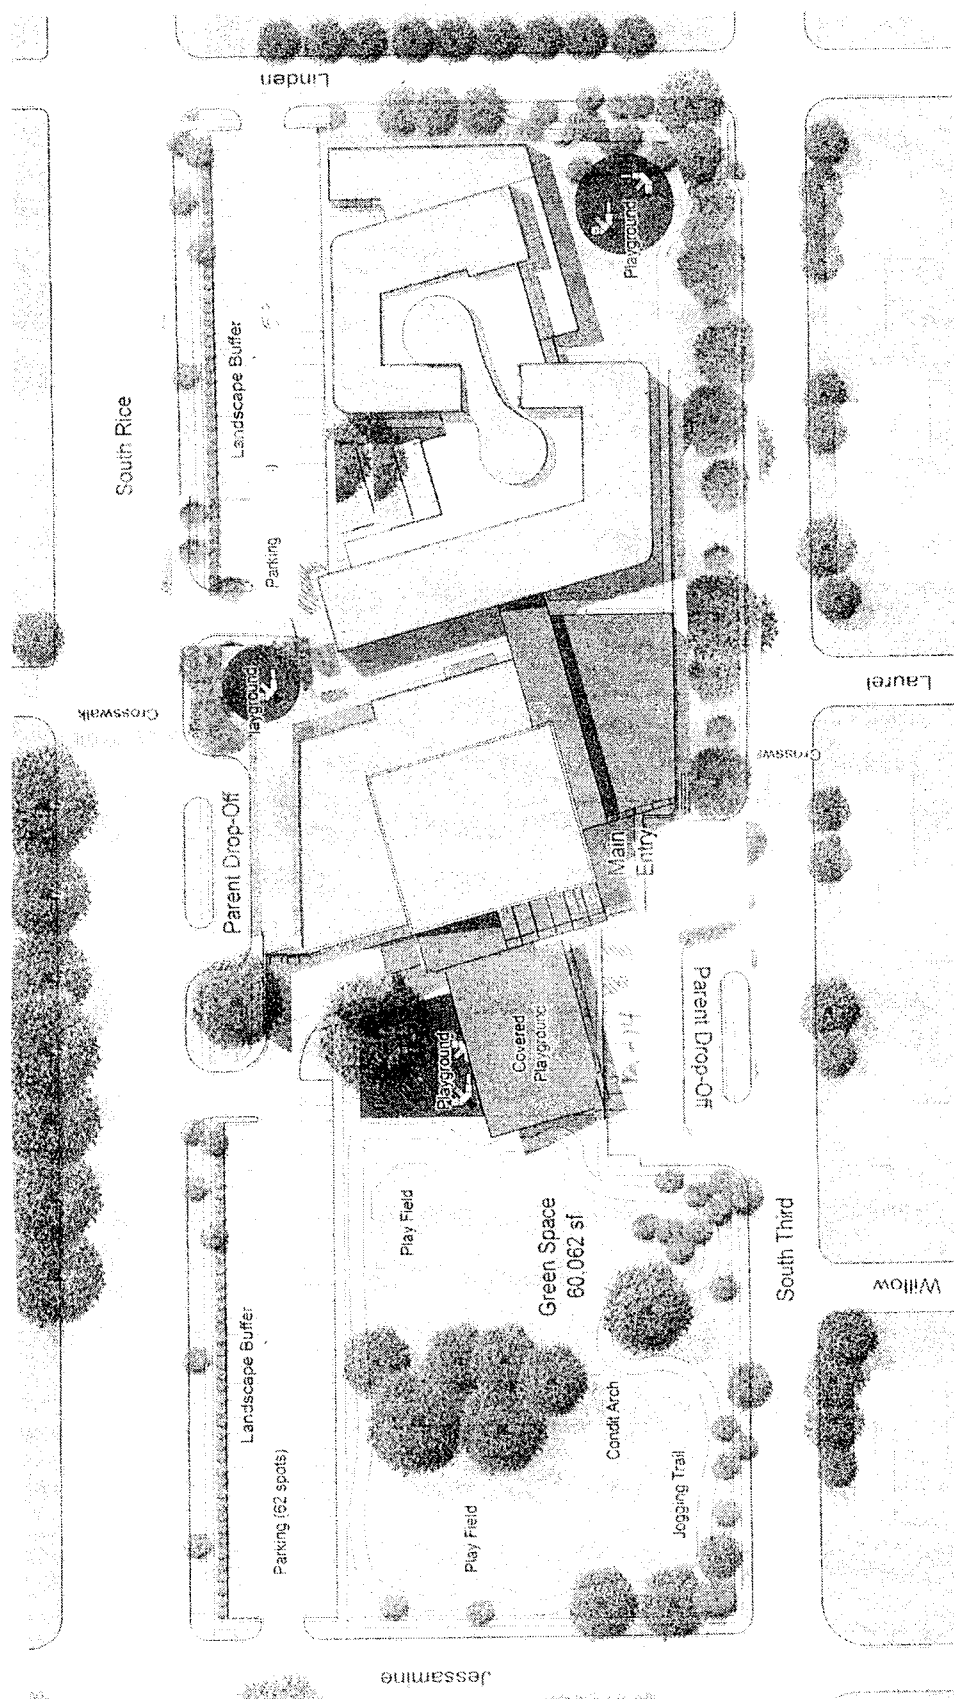 Linden
Playground
Landscape Buffer
South Rice
Parking
Laurel
Crosswalk
Parent Drop-Off
Main
Entry
Playground
Covered
Playground
Parent Drop-Off
Play Field
Green Space
60,062 sf
South Third
Willow
Landscape Buffer
Condit Arch
Parking (62 spots)
Play Field
Jogging Trail
Jessamine